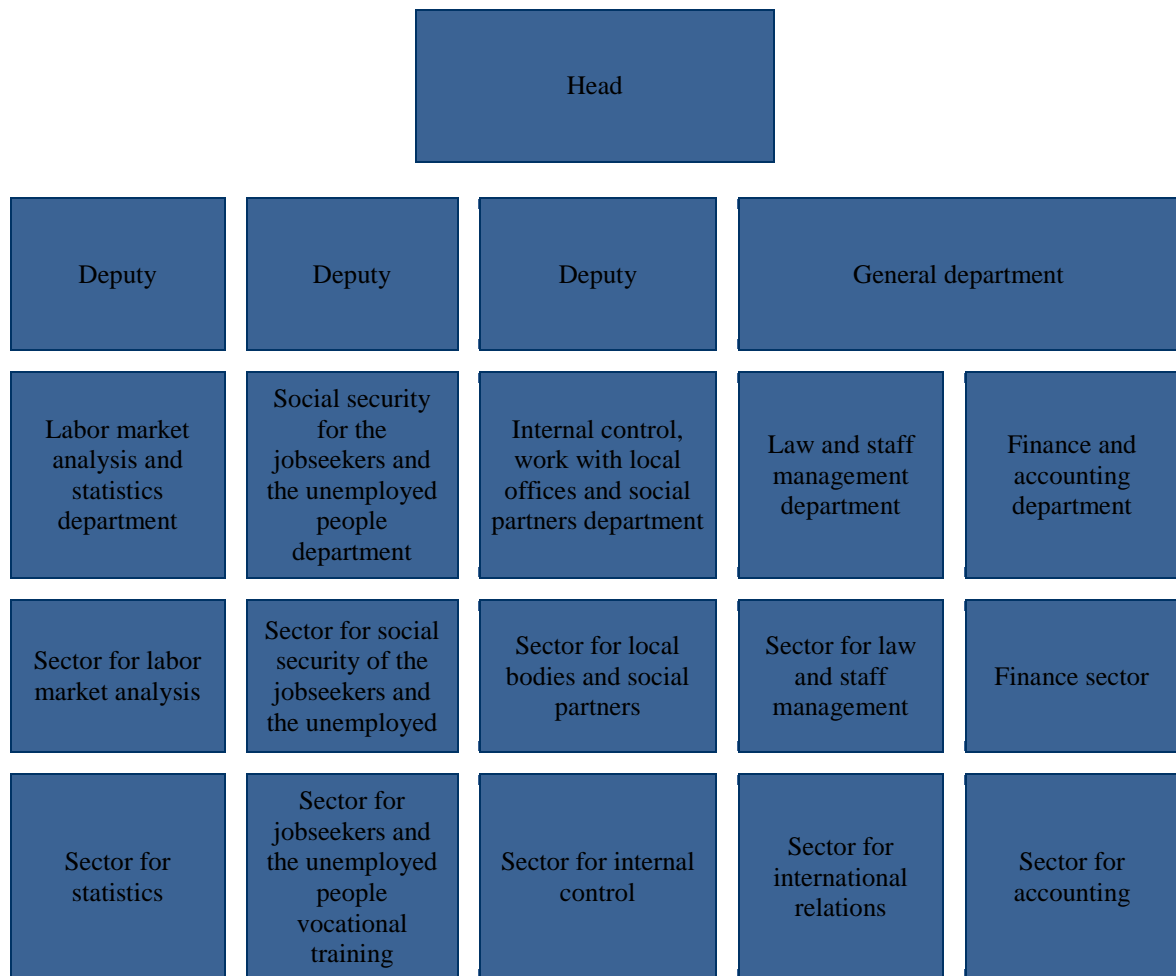 Head
Deputy
Deputy
Deputy
General department
Labor market
analysis and
statistics
department
Social security
for the
jobseekers and
the unemployed
people
department
Internal control,
work with local
offices and social
partners department
Law and staff
management
department
Finance and
accounting
department
Sector for labor
market analysis
Sector for social
security of the
jobseekers and
the unemployed
Sector for local
bodies and social
partners
Sector for law
and staff
management
Finance sector
Sector for
statistics
Sector for
jobseekers and
the unemployed
people
vocational
training
Sector for internal
control
Sector for
international
relations
Sector for
accounting